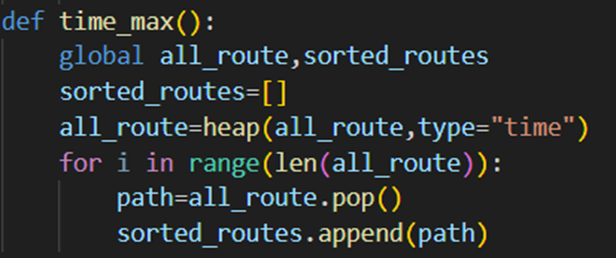 def time_max():
    global all_route,sorted_routes
    sorted_routes=[]
    all_route=heap(all_route,type="time")
    for i in range(len(all_route)):
        path=all_route.pop()
        sorted_routes.append(path)